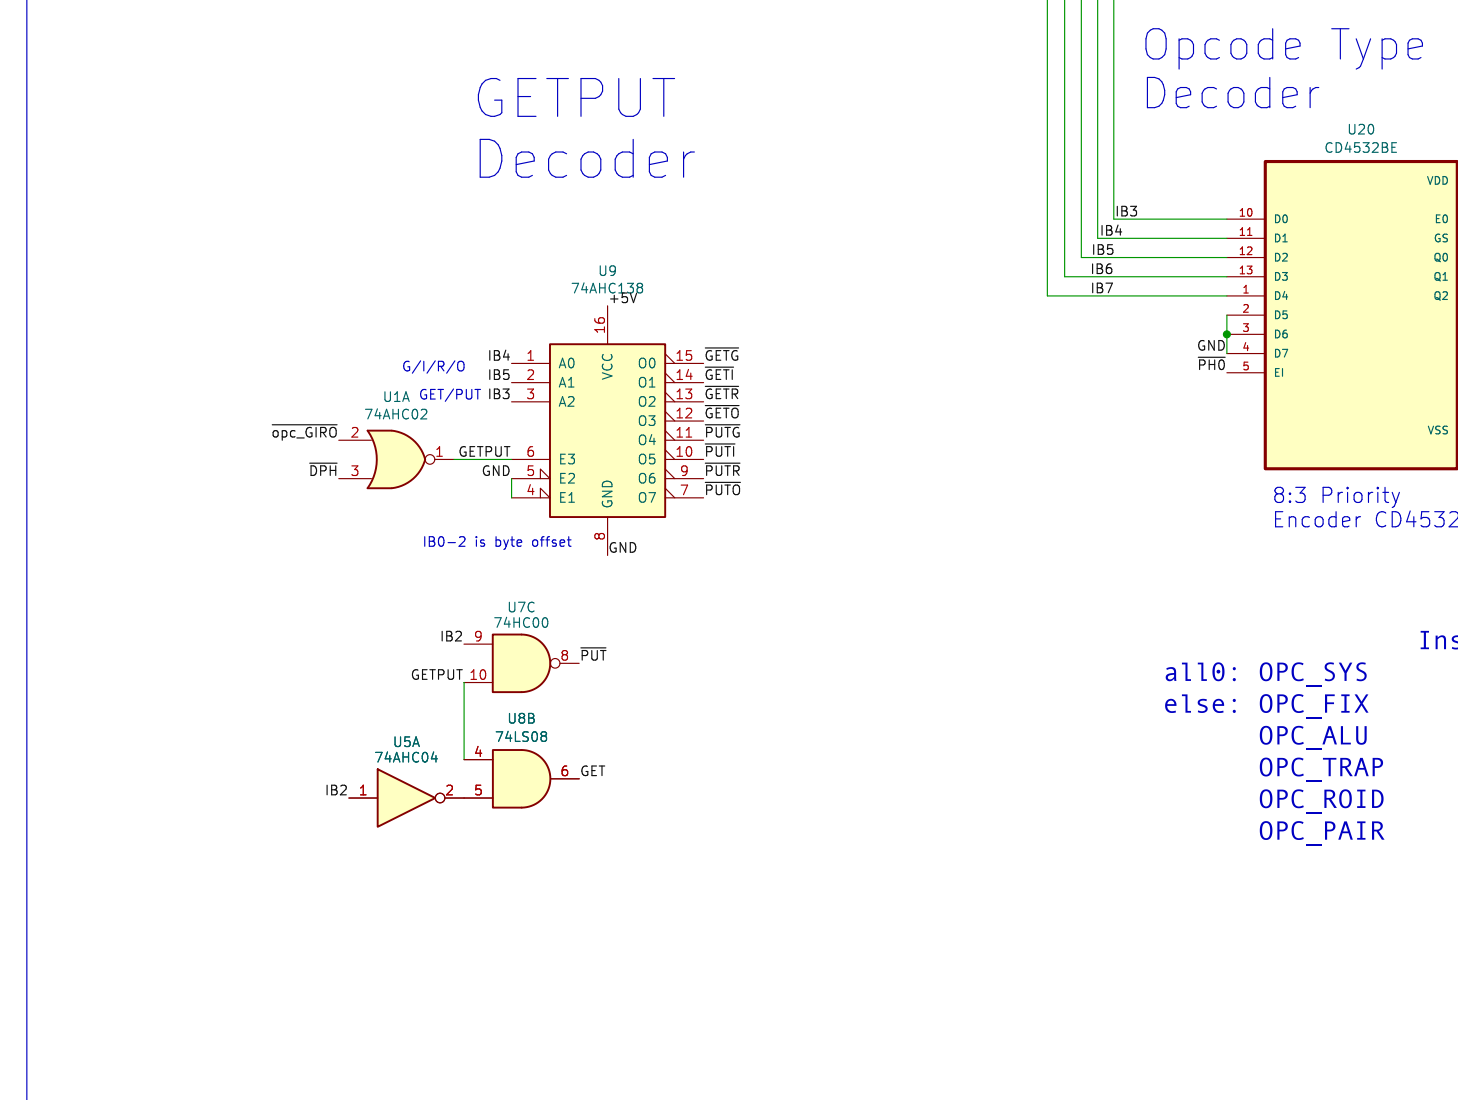 GETPUT
Decoder
Opcode Type
Decoder
U20
CD4532BE
VDD
IB3
10
D0
E0
IB4
11
D1
GS
IB5
12
D2
Q0
IB6
13
D3
Q1
IB7
1
D4
Q2
2
D5
3
D6
GND
4
D7
PH0
5
EI
VSS
8:3 Priority
Encoder CD4532
U9
74AHC138
+5V
16
VCC
G/I/R/O
IB4
1
A0
O0
15
GETG
IB5
2
A1
O1
14
GETI
GET/PUT
IB3
3
A2
O2
13
GETR
O3
12
GETO
O4
11
PUTG
GETPUT
6
E3
O5
10
PUTI
GND
5
E2
O6
9
PUTR
4
E1
O7
7
PUTO
GND
8
GND
U1A
74AHC02
opc_GIRO
2
1
DPH
3
IB0-2 is byte offset
U7C
74HC00
IB2
9
8
PUT
GETPUT
10
U8B
74LS08
4
6
GET
5
U5A
74AHC04
IB2
1
2
Ins
all0: OPC_SYS
else: OPC_FIX
OPC_ALU
OPC_TRAP
OPC_ROID
OPC_PAIR